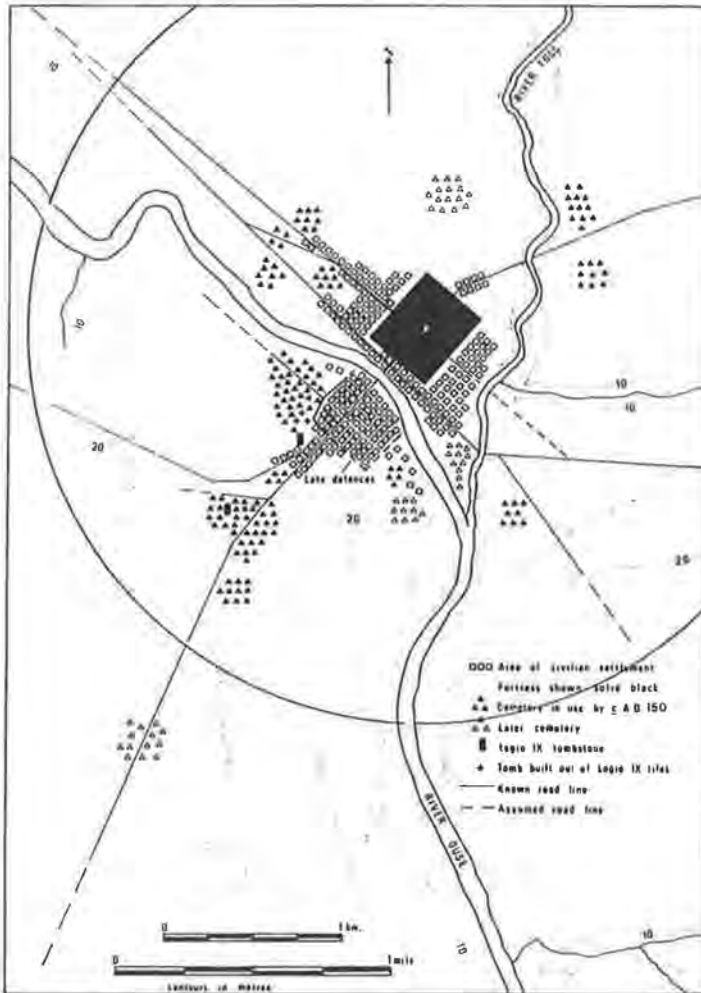 N
RIVER FOSS
10
10
10
10
20
Late defences
20
20
□□□ Area of civilian settlement
Fortress shown solid black
Cemetery in use by c A D 150
Later cemetery
Legio IX tombstone
Tomb built out of Legio IX tiles
Known road line
Assumed road line
RIVER OUSE
0 1 km.
0 1 mile
Contours in metres
10
10